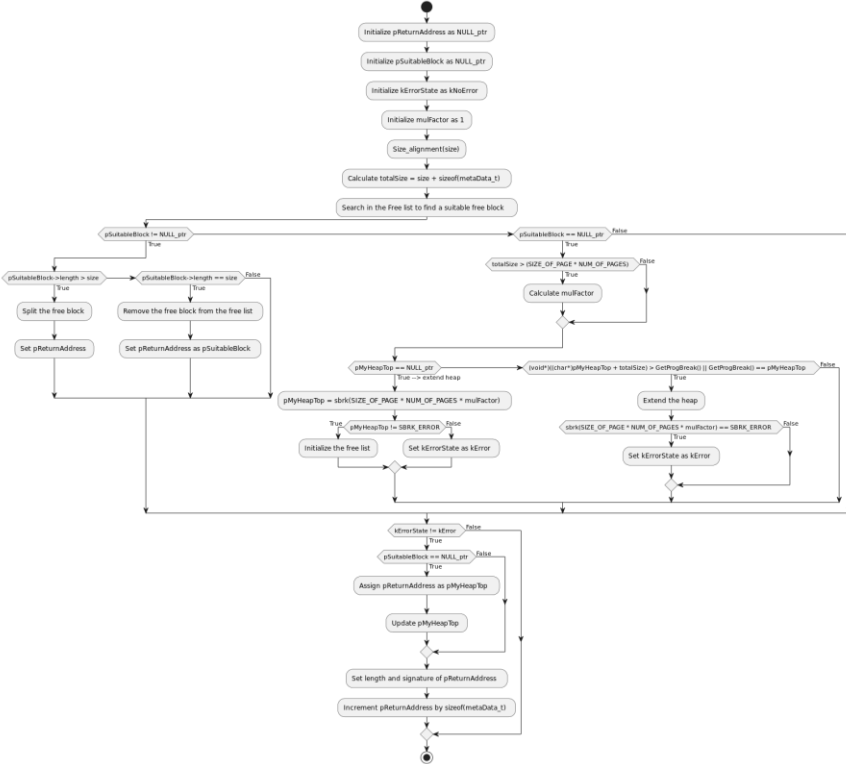 Initialize pReturnAddress as NULL_ptr
Initialize pSuitableBlock as NULL_ptr
Initialize kErrorState as kNoError
Initialize mulFactor as 1
Size_alignment(size)
Calculate totalSize = size + sizeof(metaData_t)
Search in the Free list to find a suitable free block
pSuitableBlock != NULL_ptr
True
pSuitableBlock == NULL_ptr
False
True
pSuitableBlock->length > size
True
pSuitableBlock->length == size
False
True
Split the free block
Remove the free block from the free list
Set pReturnAddress
Set pReturnAddress as pSuitableBlock
totalSize > (SIZE_OF_PAGE * NUM_OF_PAGES)
False
True
Calculate mulFactor
pMyHeapTop == NULL_ptr
True --> extend heap
(void*)((char*)pMyHeapTop + totalSize) > GetProgBreak() || GetProgBreak() == pMyHeapTop
False
True
pMyHeapTop = sbrk(SIZE_OF_PAGE * NUM_OF_PAGES * mulFactor)
Extend the heap
True
pMyHeapTop != SBRK_ERROR
False
sbrk(SIZE_OF_PAGE * NUM_OF_PAGES * mulFactor) == SBRK_ERROR
False
True
Initialize the free list
Set kErrorState as kError
Set kErrorState as kError
kErrorState != kError
False
True
pSuitableBlock == NULL_ptr
False
True
Assign pReturnAddress as pMyHeapTop
Update pMyHeapTop
Set length and signature of pReturnAddress
Increment pReturnAddress by sizeof(metaData_t)